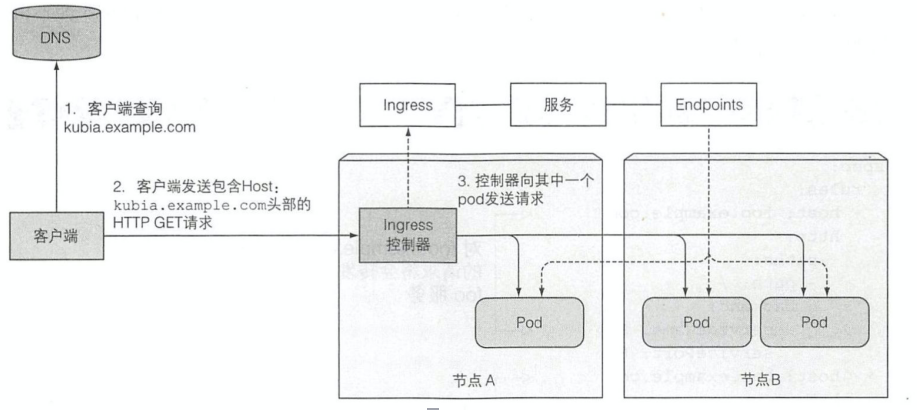 DNS
1. 客户端查询
kubia.example.com
Ingress
服务
Endpoints
2. 客户端发送包含Host:
kubia.example.com头部的
HTTP GET请求
3. 控制器向其中一个
pod发送请求
客户端
Ingress
控制器
Pod
Pod
Pod
节点A
节点B